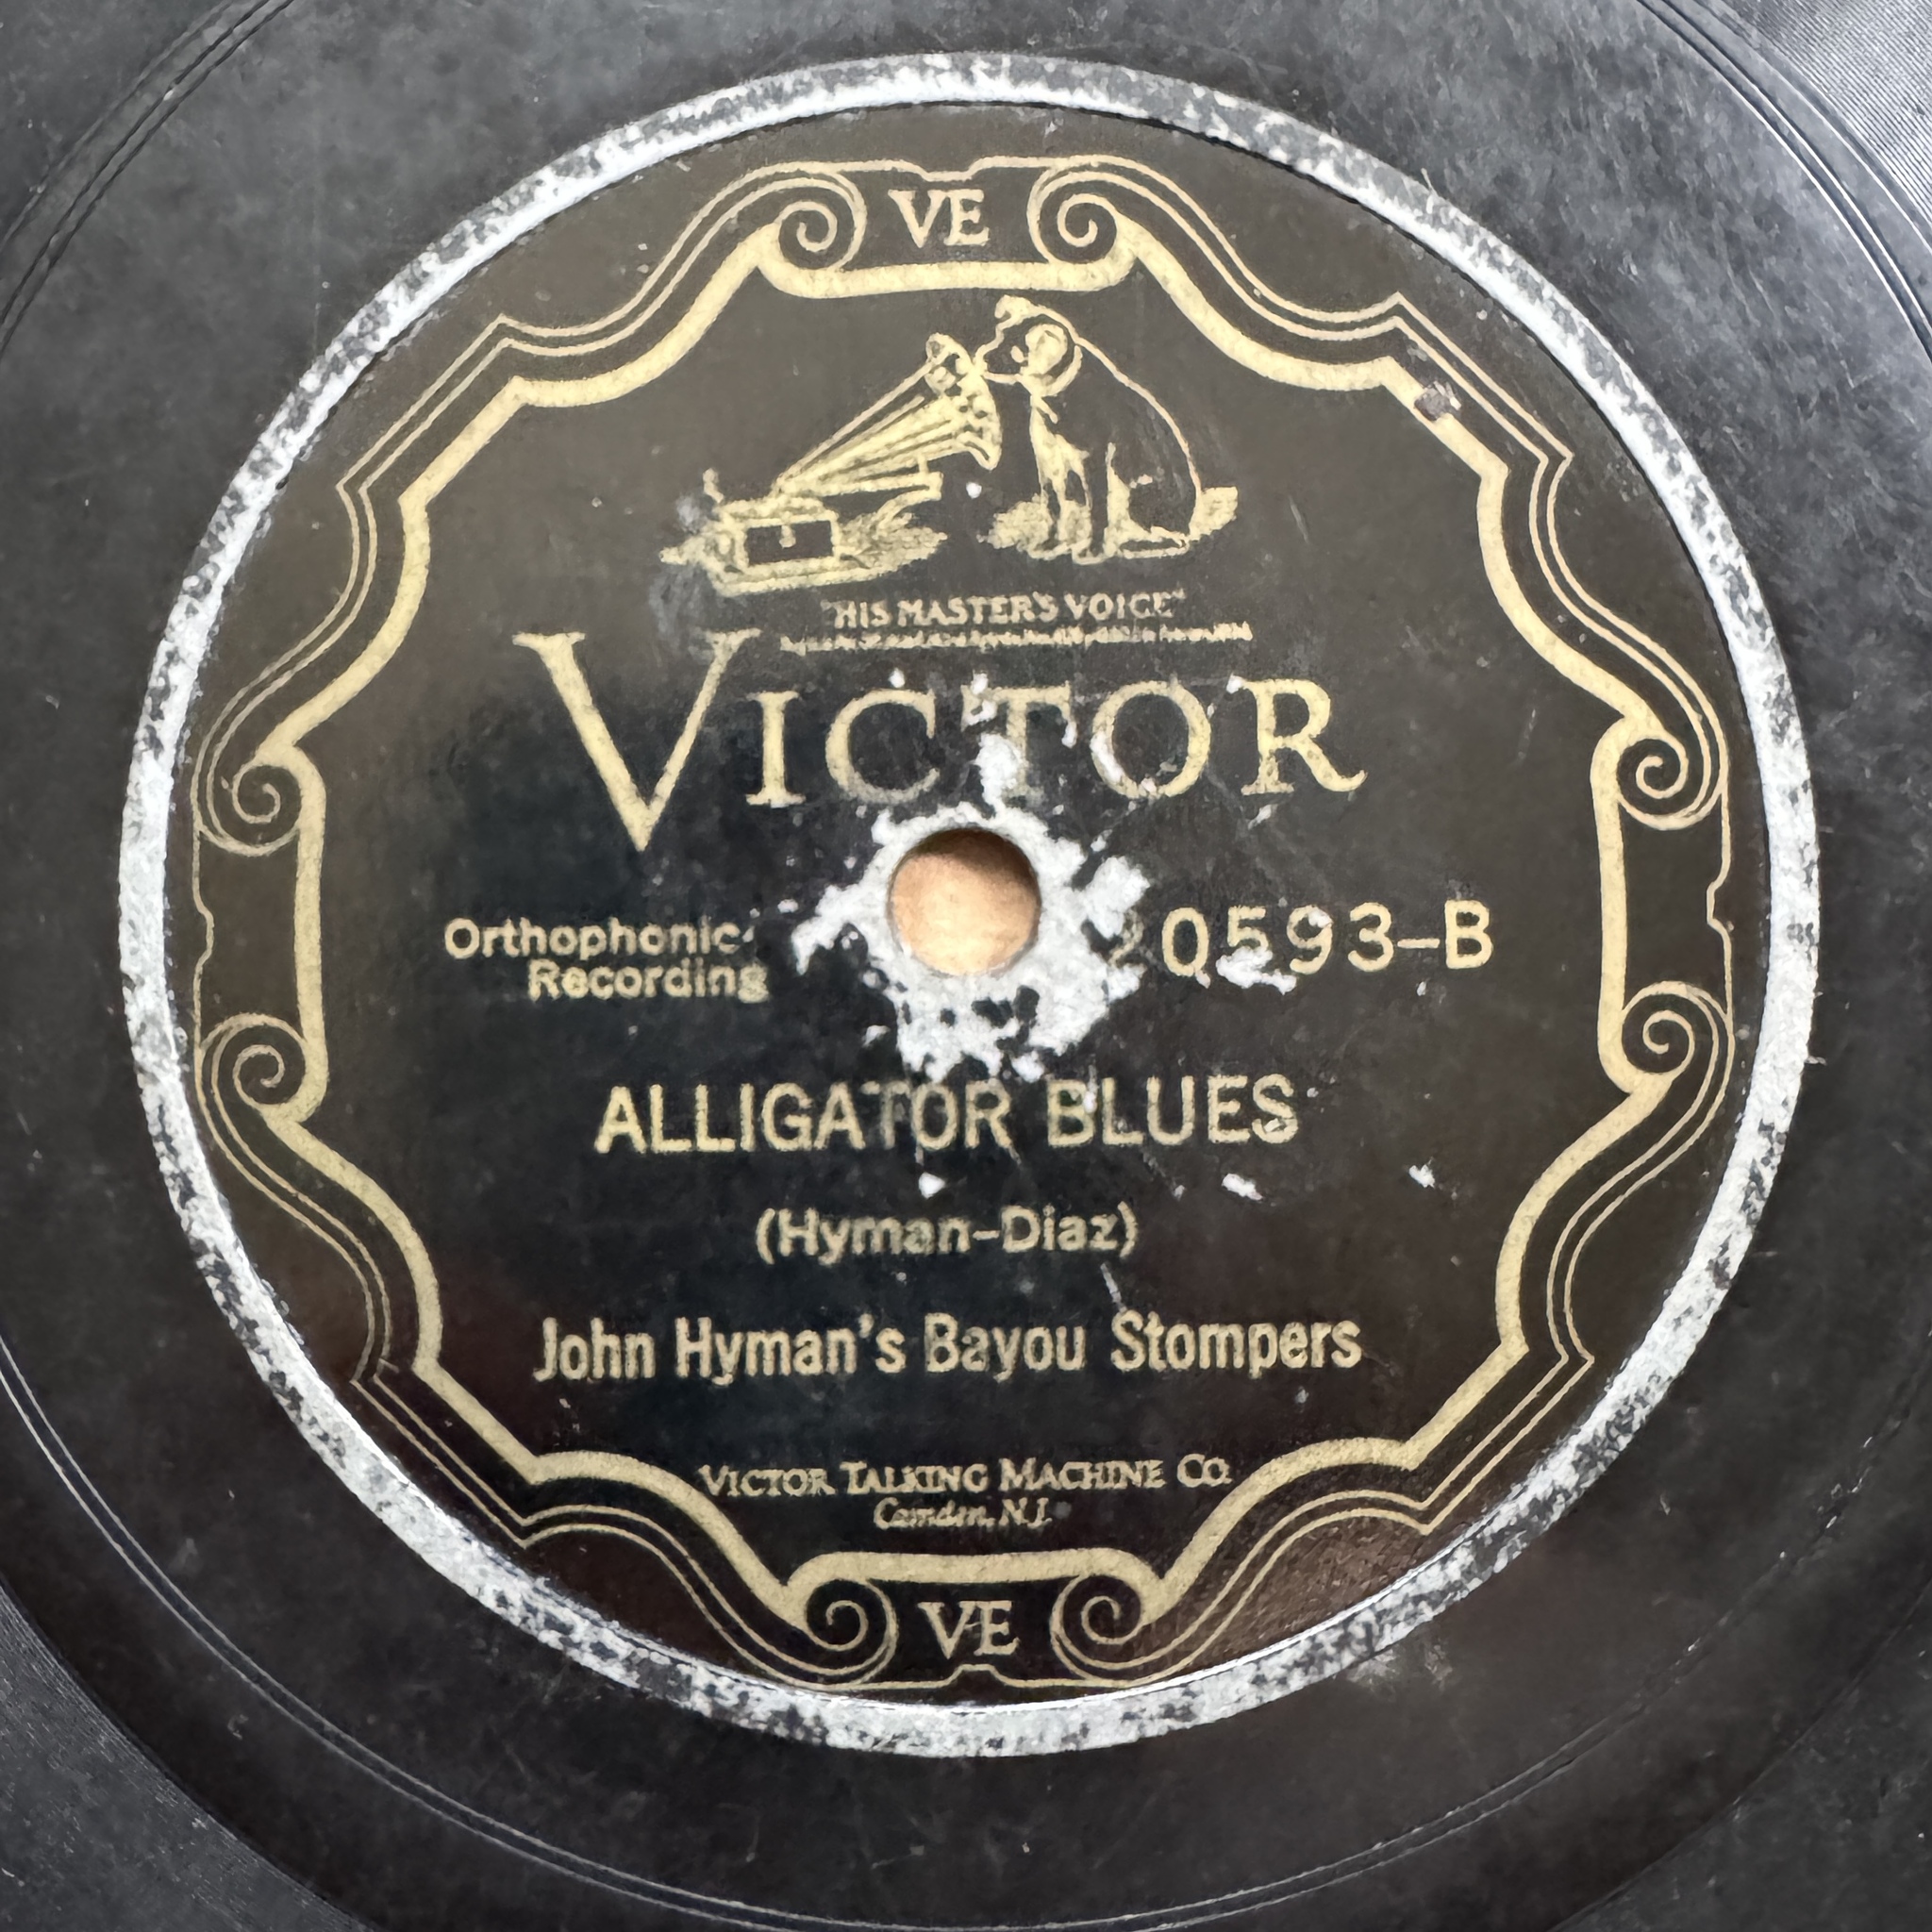 VE
"HIS MASTER'S VOICE"
VICTOR
Orthophonic
Recording
20593-B
ALLIGATOR BLUES
(Hyman-Diaz)
John Hyman's Bayou Stompers
VICTOR TALKING MACHINE CO.
Camden, N.J.
VE